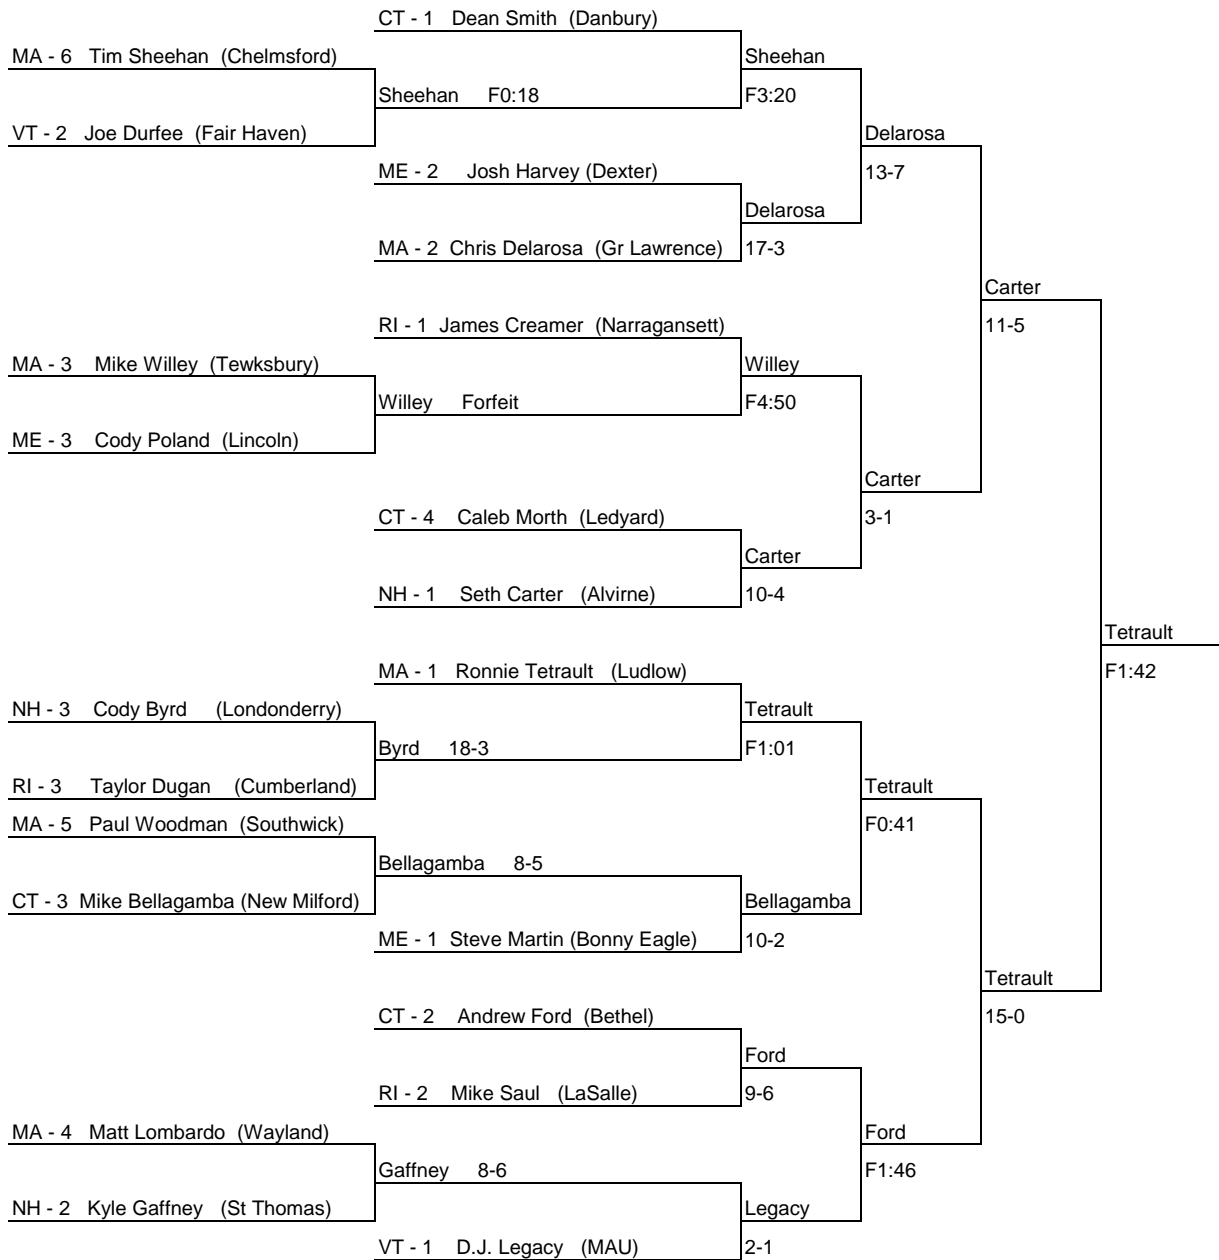 CT - 1 Dean Smith (Danbury)
MA - 6 Tim Sheehan (Chelmsford)
Sheehan
Sheehan F0:18
F3:20
VT - 2 Joe Durfee (Fair Haven)
Delarosa
ME - 2 Josh Harvey (Dexter)
13-7
Delarosa
MA - 2 Chris Delarosa (Gr Lawrence)
17-3
Carter
RI - 1 James Creamer (Narragansett)
11-5
MA - 3 Mike Willey (Tewksbury)
Willey
Willey Forfeit
F4:50
ME - 3 Cody Poland (Lincoln)
Carter
CT - 4 Caleb Morth (Ledyard)
3-1
Carter
NH - 1 Seth Carter (Alvirne)
10-4
Tetrault
MA - 1 Ronnie Tetrault (Ludlow)
F1:42
NH - 3 Cody Byrd (Londonderry)
Tetrault
Byrd 18-3
F1:01
RI - 3 Taylor Dugan (Cumberland)
Tetrault
MA - 5 Paul Woodman (Southwick)
F0:41
Bellagamba 8-5
CT - 3 Mike Bellagamba (New Milford)
Bellagamba
ME - 1 Steve Martin (Bonny Eagle)
10-2
Tetrault
CT - 2 Andrew Ford (Bethel)
15-0
Ford
RI - 2 Mike Saul (LaSalle)
9-6
MA - 4 Matt Lombardo (Wayland)
Ford
Gaffney 8-6
F1:46
NH - 2 Kyle Gaffney (St Thomas)
Legacy
VT - 1 D.J. Legacy (MAU)
2-1